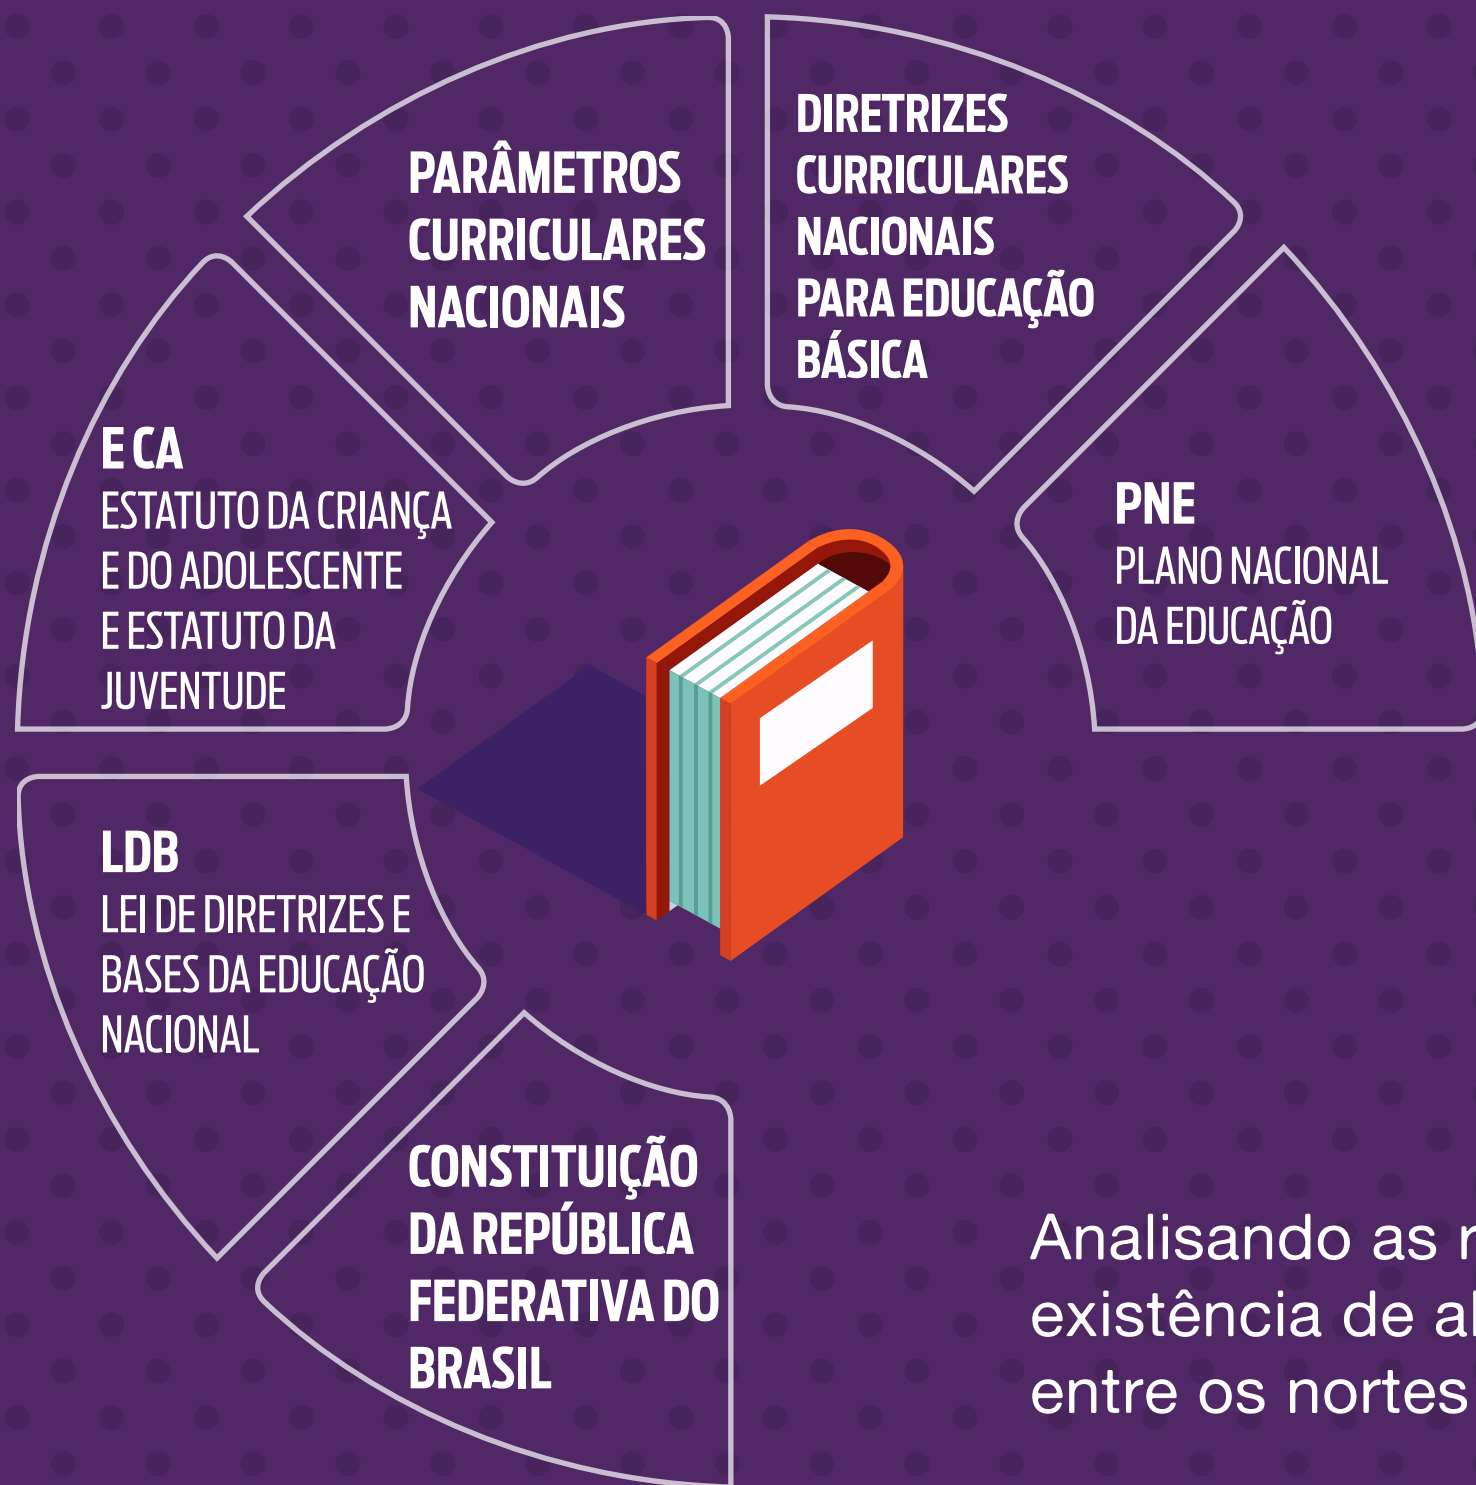 PARÂMETROS
CURRICULARES
NACIONAIS
DIRETRIZES
CURRICULARES
NACIONAIS
PARA EDUCAÇÃO
BÁSICA
E CA
ESTATUTO DA CRIANÇA
E DO ADOLESCENTE
E ESTATUTO DA
JUVENTUDE
PNE
PLANO NACIONAL
DA EDUCAÇÃO
LDB
LEI DE DIRETRIZES E
BASES DA EDUCAÇÃO
NACIONAL
CONSTITUIÇÃO
DA REPÚBLICA
FEDERATIVA DO
BRASIL
Analisando as
existência de
entre os nortes